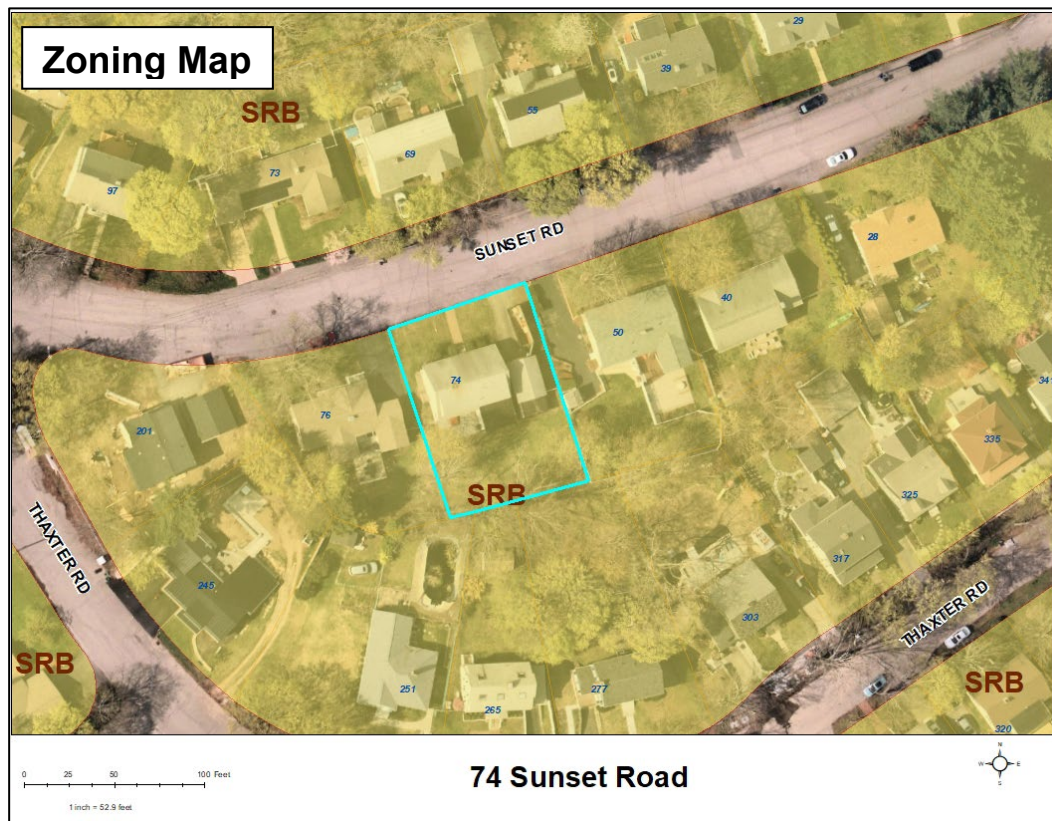 Zoning Map
29
39
SRB
55
69
73
97
SUNSET RD
28
40
50
74
76
201
341
335
SRB
325
THAXTER RD
317
245
303
THAXTER RD
SRB
SRB
251
277
265
320
0 25 50 100 Feet
1 inch = 52.9 feet
74 Sunset Road
N
W E
S